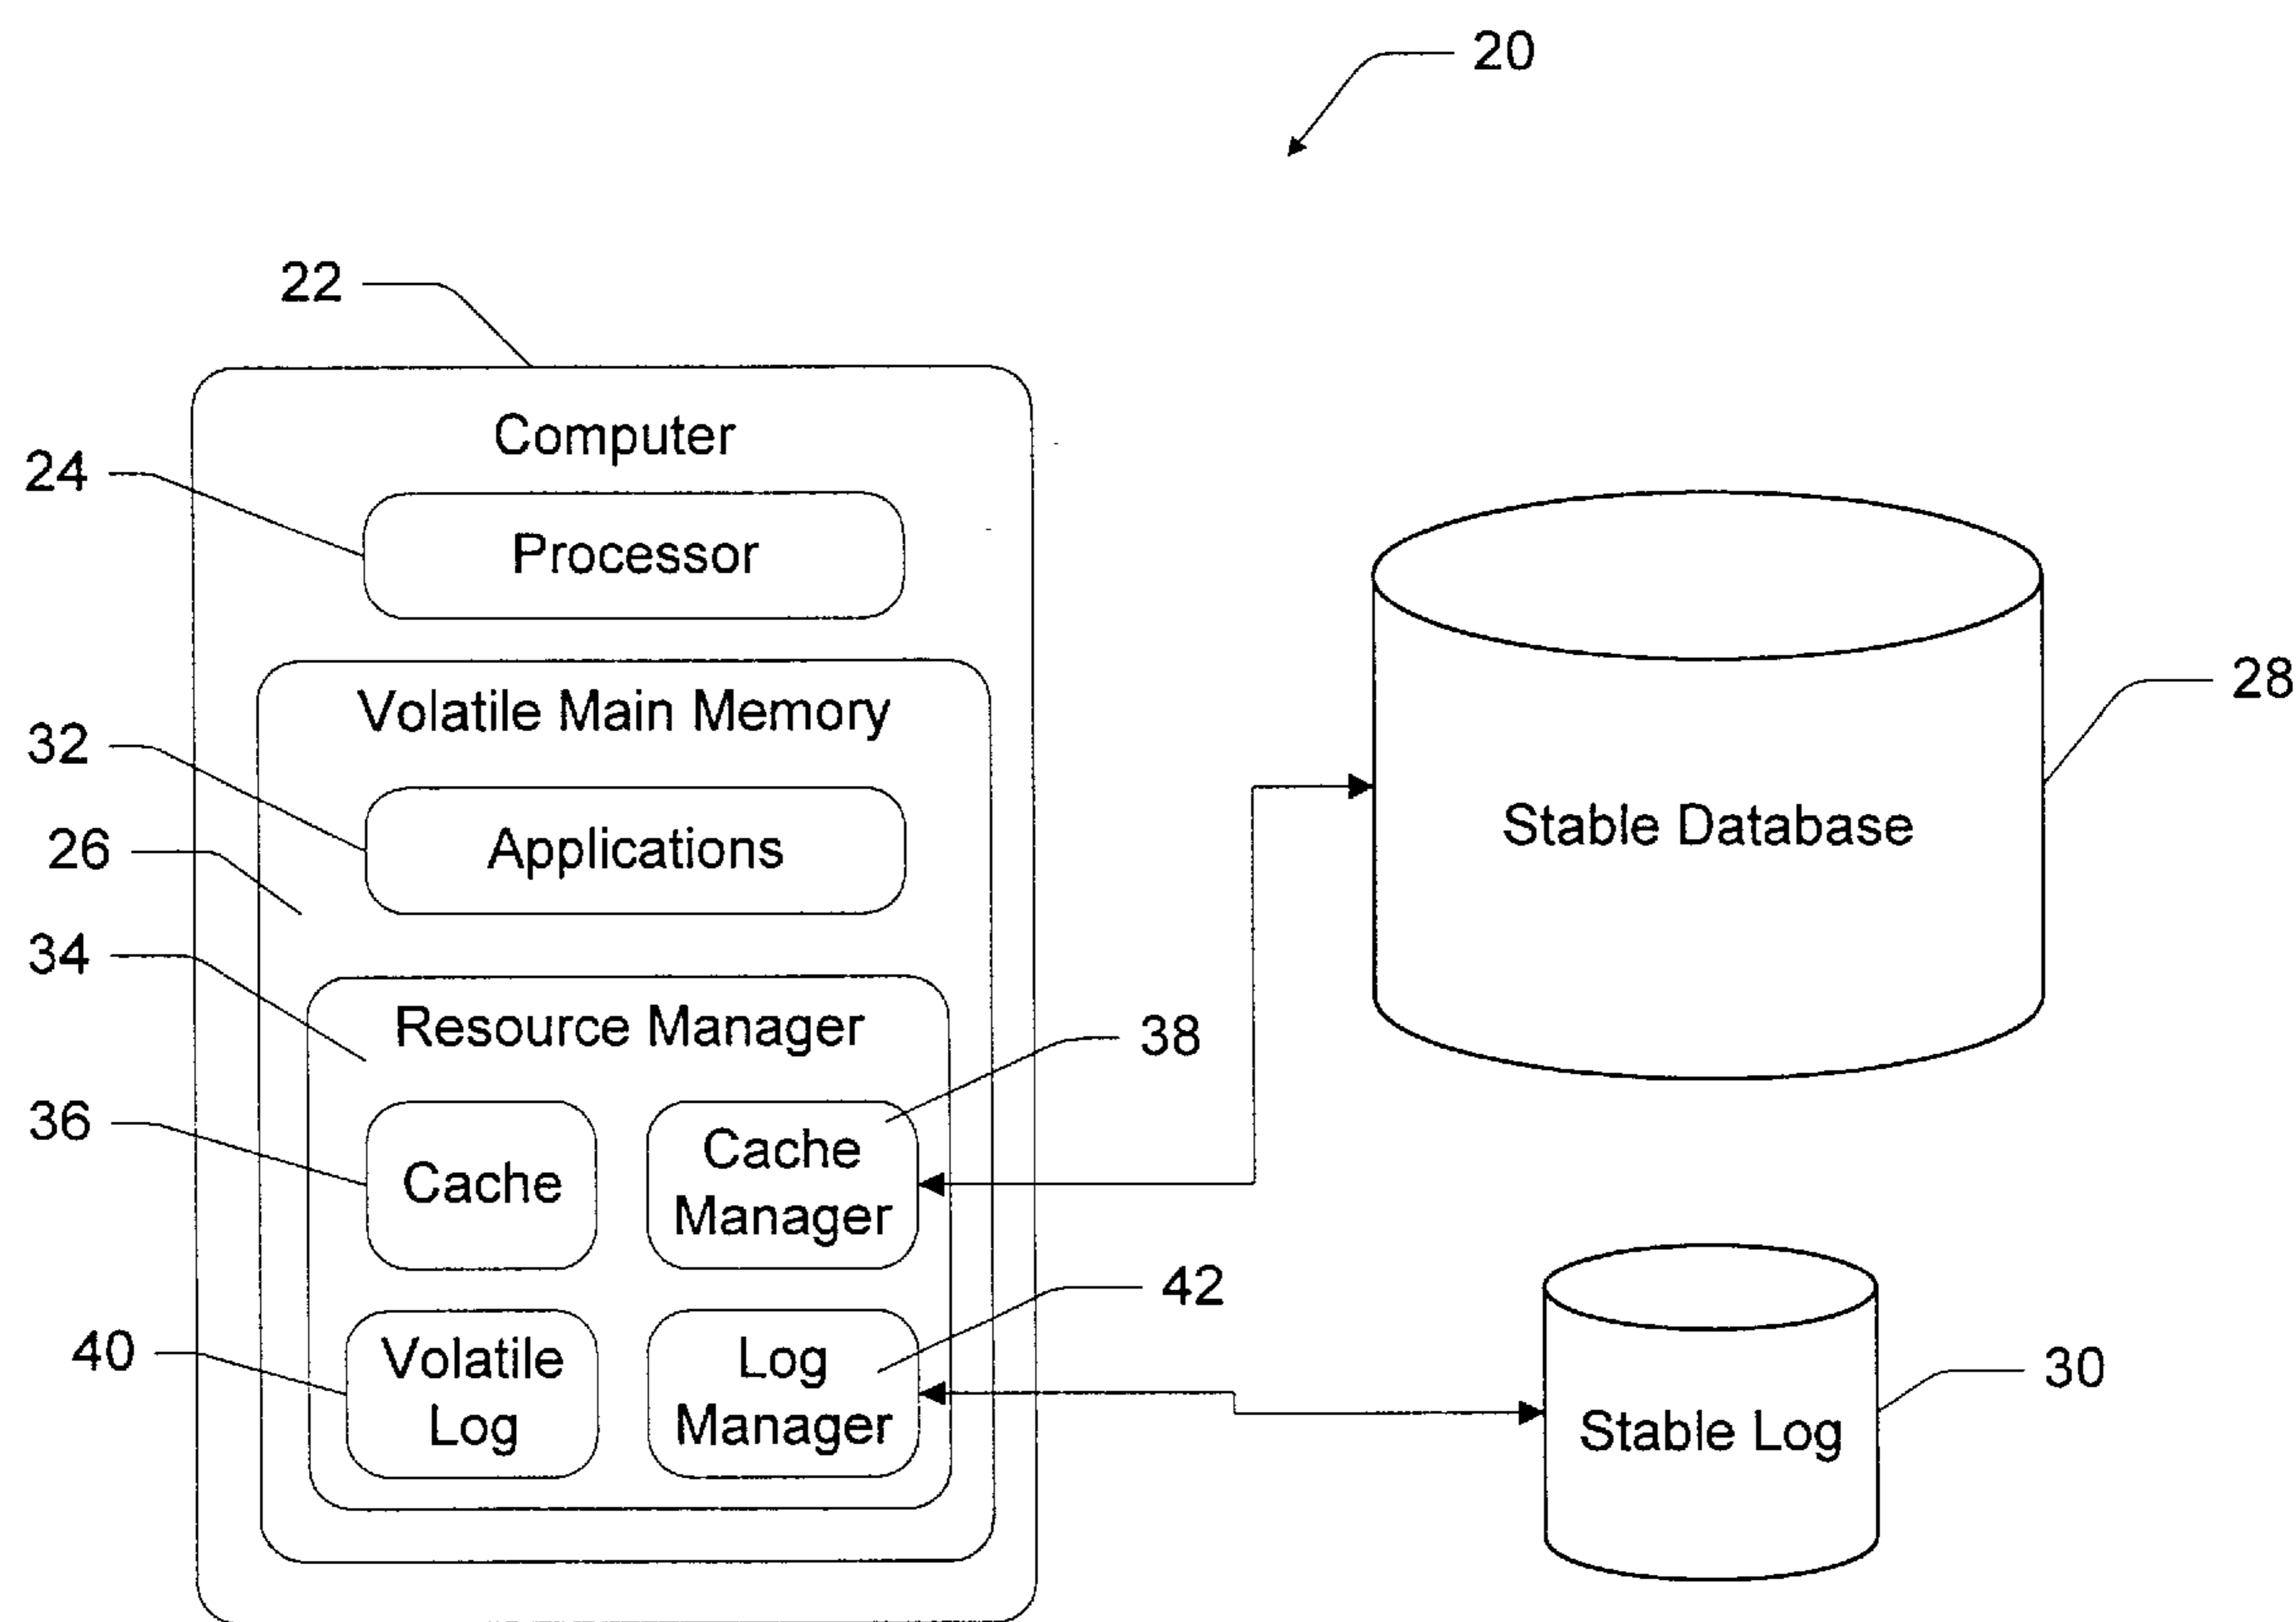 20
22
Computer
24
Processor
Volatile Main Memory
28
32
Applications
Stable Database
26
34
Resource Manager
38
36
Cache
Cache
Manager
42
40
Volatile
Log
Log
Manager
30
Stable Log